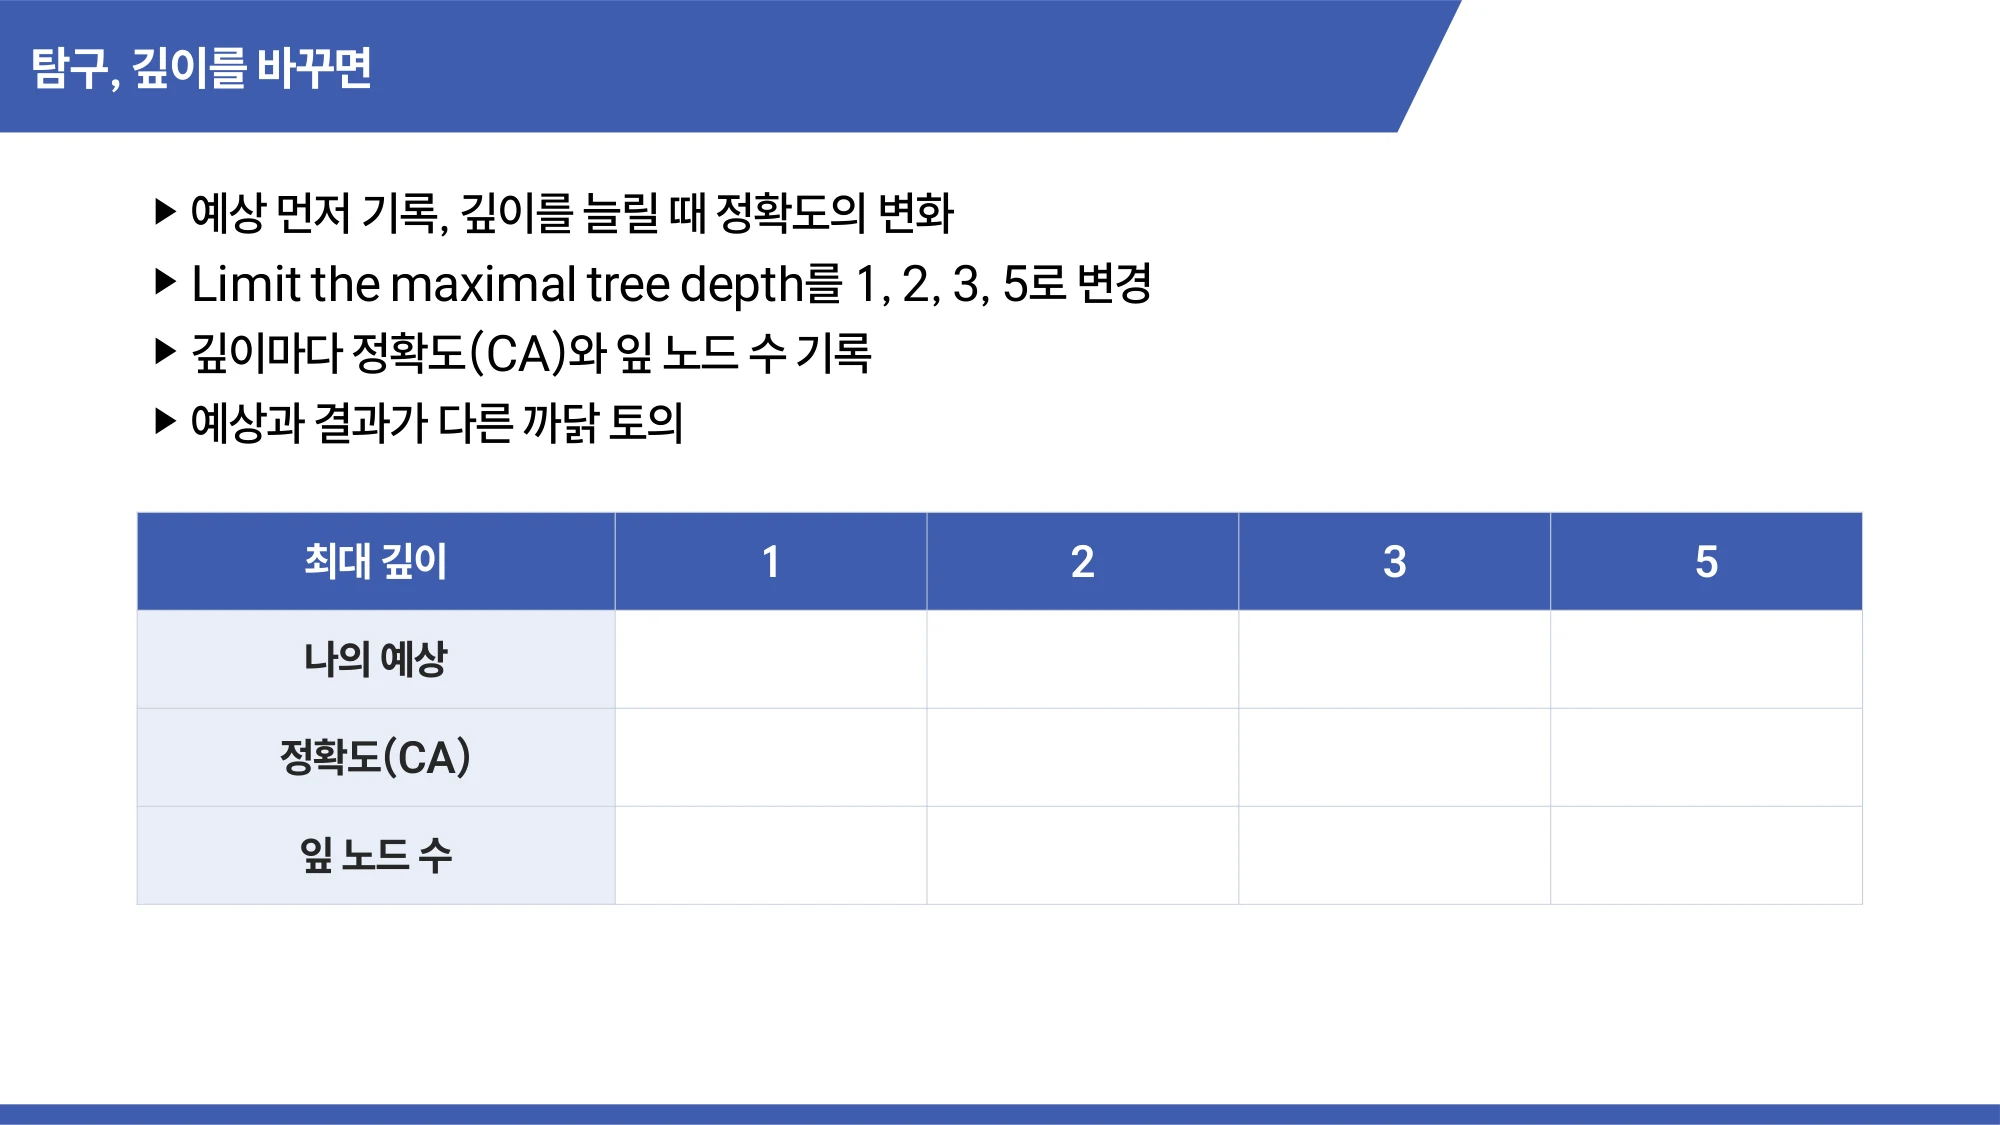 탐구, 깊이를 바꾸면
▶ 예상 먼저 기록, 깊이를 늘릴 때 정확도의 변화
▶ Limit the maximal tree depth를 1, 2, 3, 5로 변경
▶ 깊이마다 정확도(CA)와 잎 노드 수 기록
▶ 예상과 결과가 다른 까닭 토의
최대 깊이 1 2 3 5
나의 예상
정확도(CA)
잎 노드 수